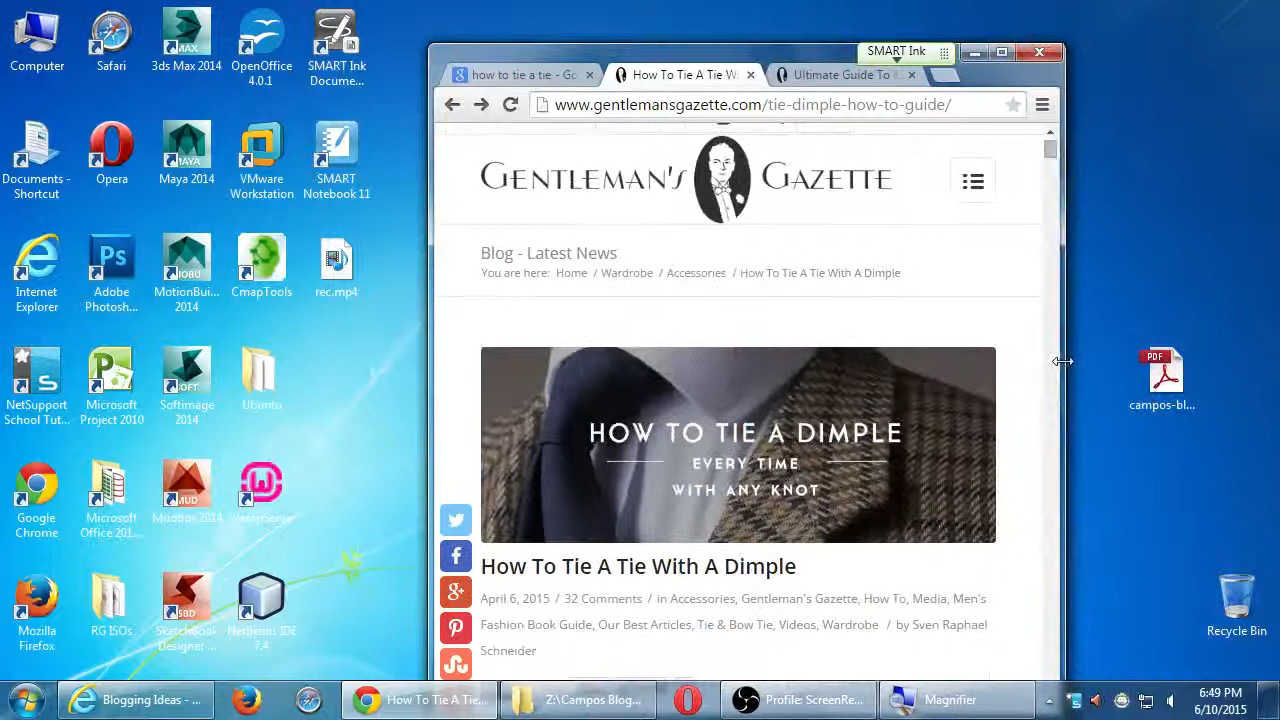 Computer
Safari
3ds Max 2014
OpenOffice
4.0.1
SMART Ink
Docume...
Documents -
Shortcut
Opera
Maya 2014
VMware
Workstation
SMART
Notebook 11
Internet
Explorer
Adobe
Photosh...
MotionBui...
2014
CmapTools
rec.mp4
NetSupport
School Tut...
Microsoft
Project 2010
Softimage
2014
Ubuntu
Google
Chrome
Microsoft
Office 201...
Mudbox 2014
Mozilla
Firefox
RG ISOs
SketchBook
Designer ...
NetBeans IDE
7.4
SMART Ink
how to tie a tie - Go
How To Tie A Tie W
Ultimate Guide To
www.gentlemansgazette.com/tie-dimple-how-to-guide/
GENTLEMAN'S GAZETTE
Blog - Latest News
You are here: Home / Wardrobe / Accessories / How To Tie A Tie With A Dimple
HOW TO TIE A DIMPLE
EVERY TIME
WITH ANY KNOT
How To Tie A Tie With A Dimple
April 6, 2015 / 32 Comments / in Accessories, Gentleman's Gazette, How To, Media, Men's
Fashion Book Guide, Our Best Articles, Tie & Bow Tie, Videos, Wardrobe / by Sven Raphael
Schneider
PDF
campos-bl...
Recycle Bin
Blogging Ideas - ...
How To Tie A Tie...
Z:\Campos Blog...
Profile: ScreenRe...
Magnifier
6:49 PM
6/10/2015